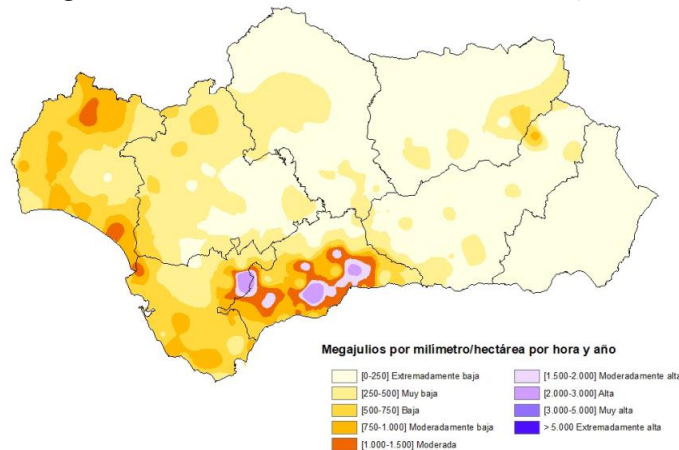 Megajulios por milímetro/hectárea por hora y año
[0-250] Extremadamente baja
[250-500] Muy baja
[500-750] Baja
[750-1.000] Moderadamente baja
[1.000-1.500] Moderada
[1.500-2.000] Moderadamente alta
[2.000-3.000] Alta
[3.000-5.000] Muy alta
> 5.000 Extremadamente alta